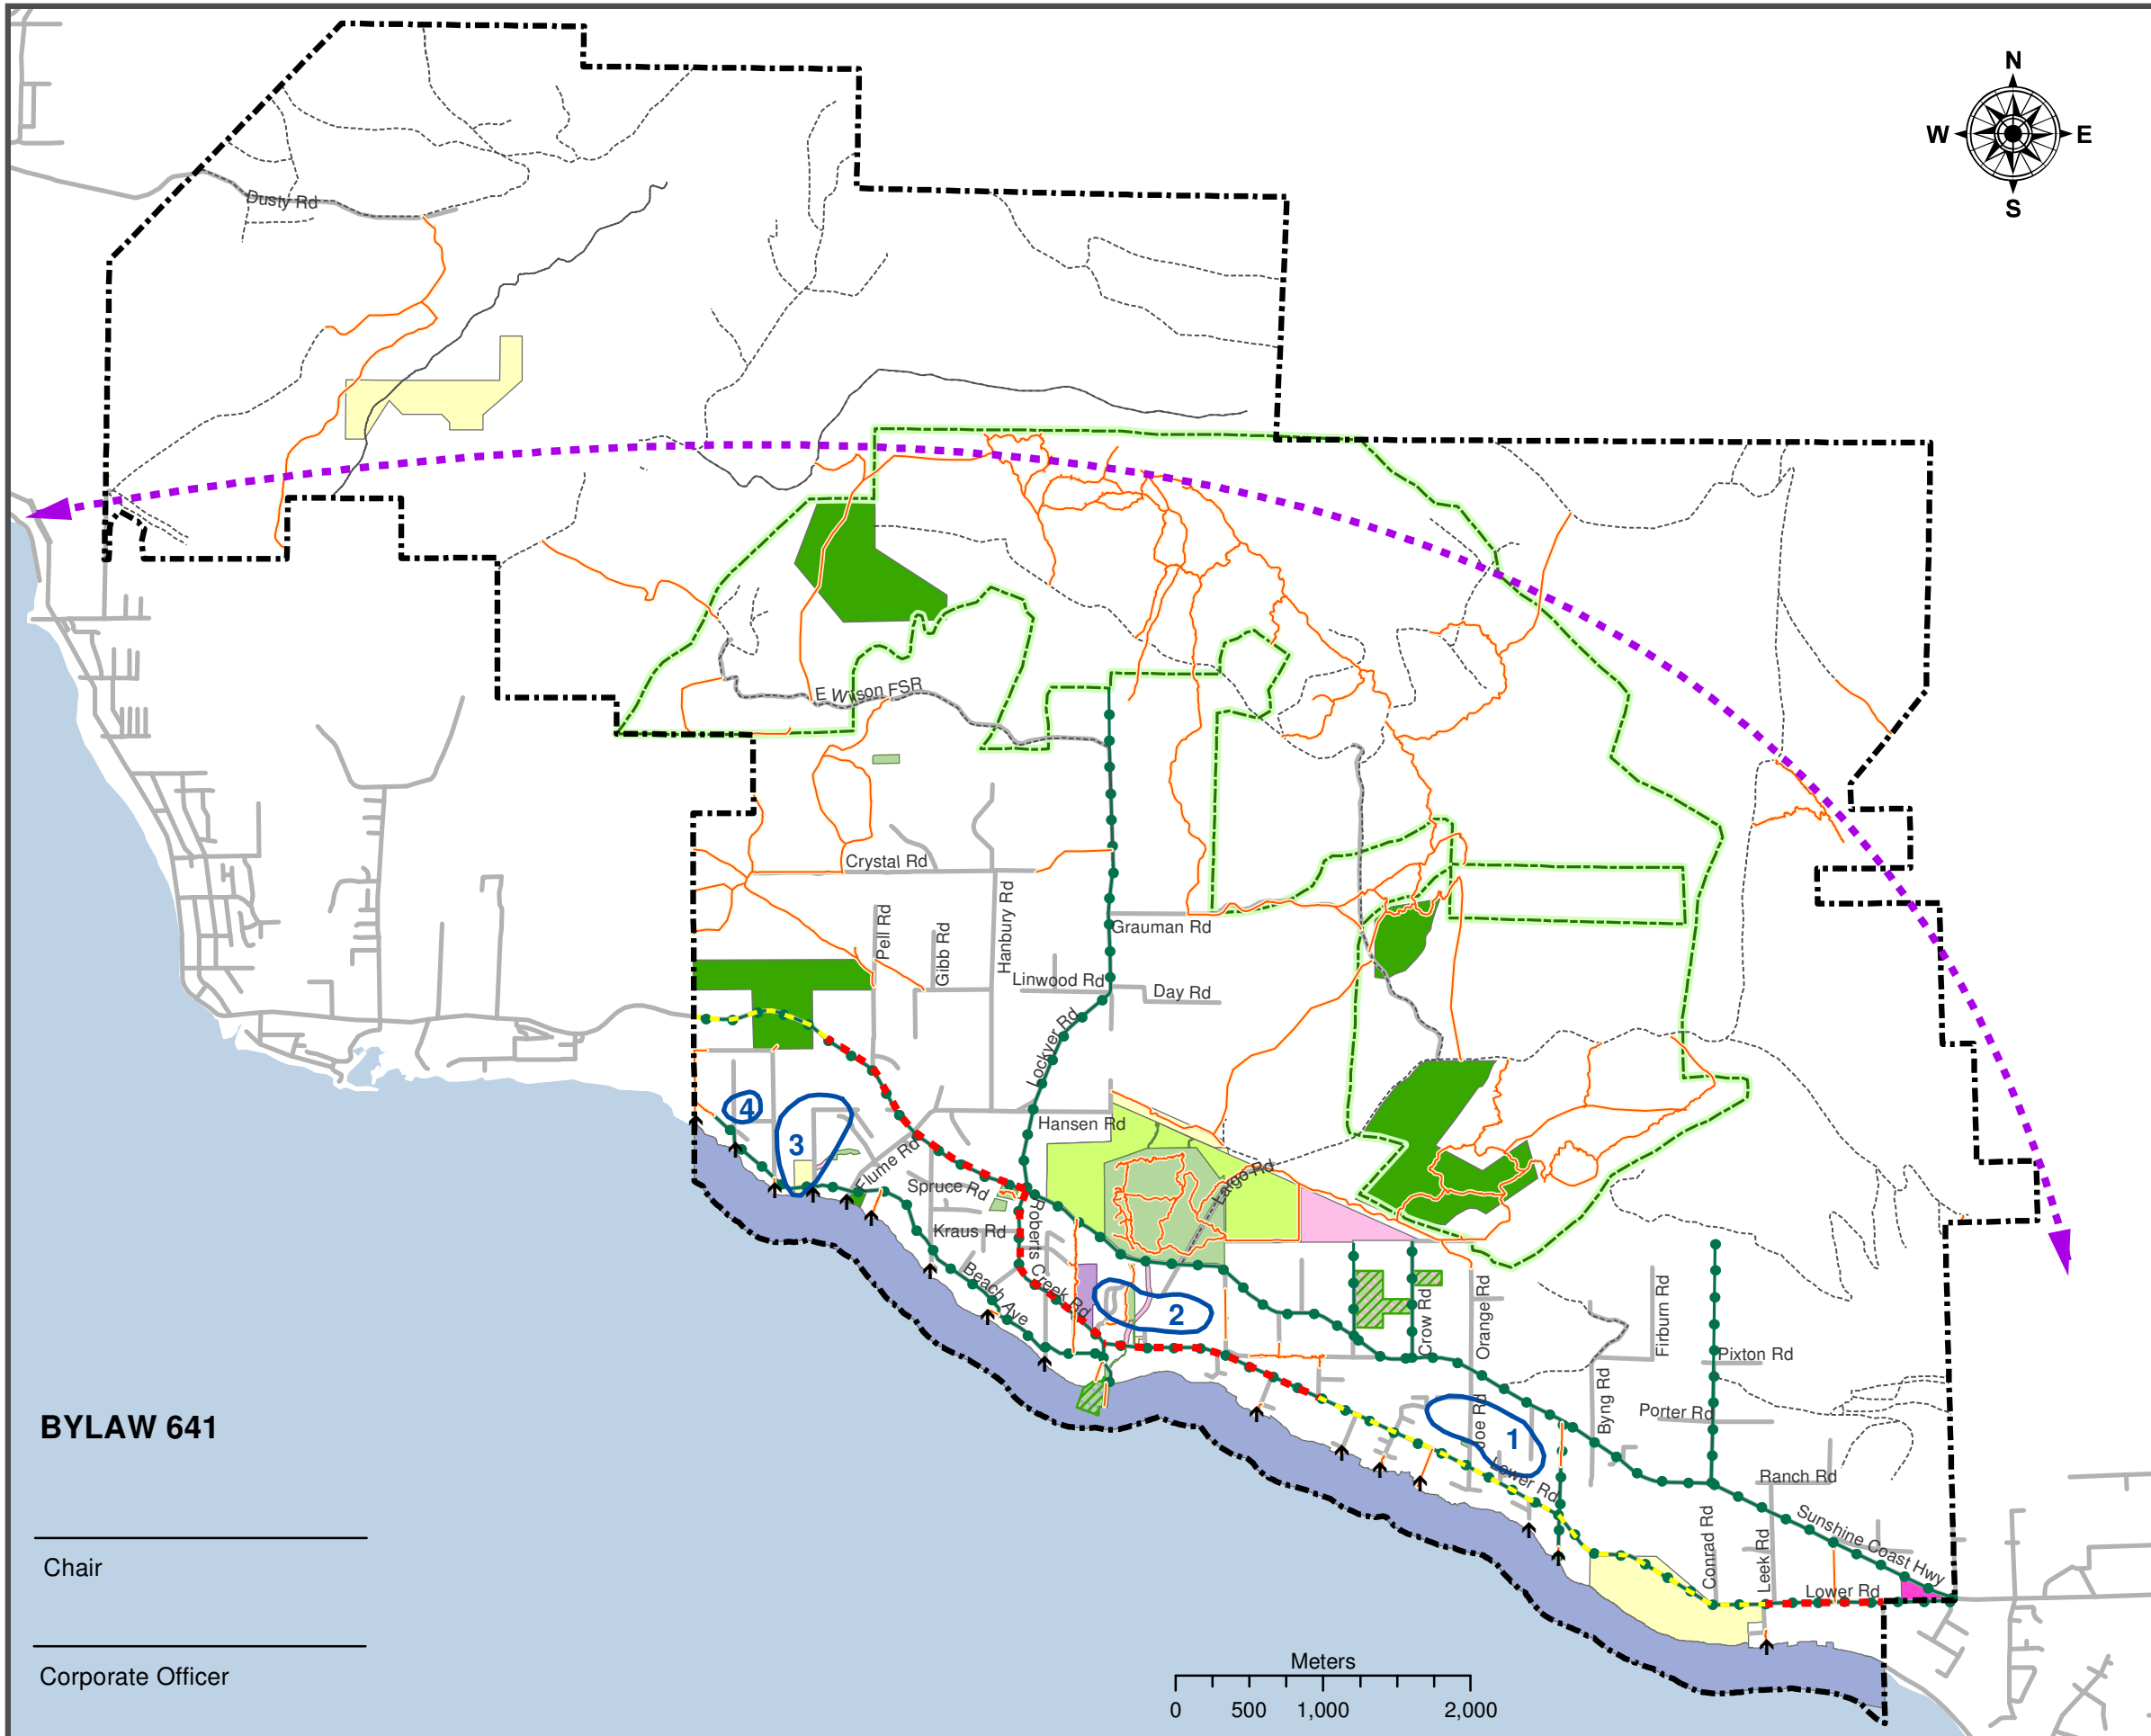 N
W E
S
Dusty Rd
E Wilson FSR
Crystal Rd
Pell Rd
Gibb Rd
Hanbury Rd
Grauman Rd
Linwood Rd
Day Rd
Lockyer Rd
Hansen Rd
4
3
Flume Rd
Largo Rd
Spruce Rd
Kraus Rd
Roberts Creek Rd
Beach Ave
2
Crow Rd
Orange Rd
Firburn Rd
Pixton Rd
Byng Rd
Porter Rd
Joe Rd
1
Lower Rd
Ranch Rd
Sunshine Coast Hwy
Conrad Rd
Leek Rd
Lower Rd
BYLAW 641
Chair
Corporate Officer
Meters
0 500 1,000 2,000